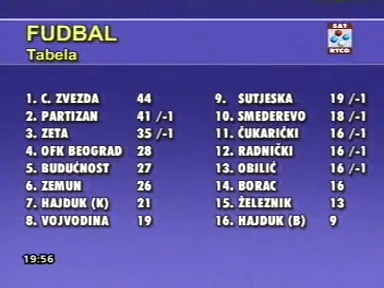 FUDBAL
Tabela
SAT
RTCG
1. C. ZVEZDA 44
2. PARTIZAN 41 /-1
3. ZETA 35 /-1
4. OFK BEOGRAD 28
5. BUDUĆNOST 27
6. ZEMUN 26
7. HAJDUK (K) 21
8. VOJVODINA 19
9. SUTJESKA 19 /-1
10. SMEDEREVO 18 /-1
11. ČUKARIČKI 16 /-1
12. RADNIČKI 16 /-1
13. OBILIĆ 16 /-1
14. BORAC 16
15. ŽELEZNIK 13
16. HAJDUK (B) 9
19:56